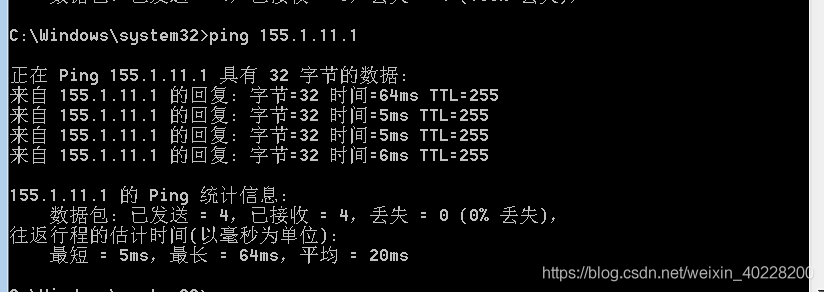 C:\Windows\system32>ping 155.1.11.1
正在 Ping 155.1.11.1 具有 32 字节的数据:
来自 155.1.11.1 的回复: 字节=32 时间=64ms TTL=255
来自 155.1.11.1 的回复: 字节=32 时间=5ms TTL=255
来自 155.1.11.1 的回复: 字节=32 时间=5ms TTL=255
来自 155.1.11.1 的回复: 字节=32 时间=6ms TTL=255
155.1.11.1 的 Ping 统计信息:
数据包: 已发送 = 4，已接收 = 4，丢失 = 0 (0% 丢失)，
往返行程的估计时间(以毫秒为单位):
最短 = 5ms，最长 = 64ms，平均 = 20ms
https://blog.csdn.net/weixin_40228200